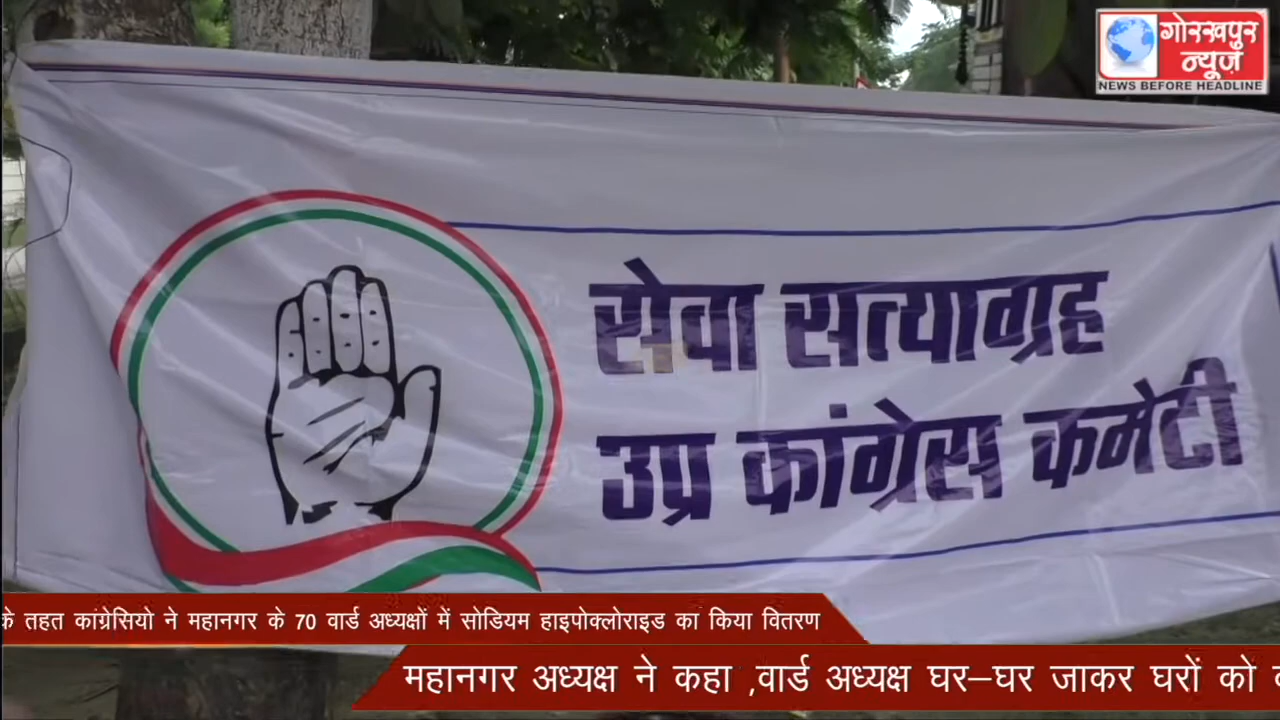 गोरखपुर
न्यूज़
NEWS BEFORE HEADLINE
सेवा सत्याग्रह
उप्र कांग्रेस कमेटी
के तहत कांग्रेसियो ने महानगर के 70 वार्ड अध्यक्षों में सोडियम हाइपोक्लोराइड का किया वितरण
महानगर अध्यक्ष ने कहा ,वार्ड अध्यक्ष घर–घर जाकर घरों को